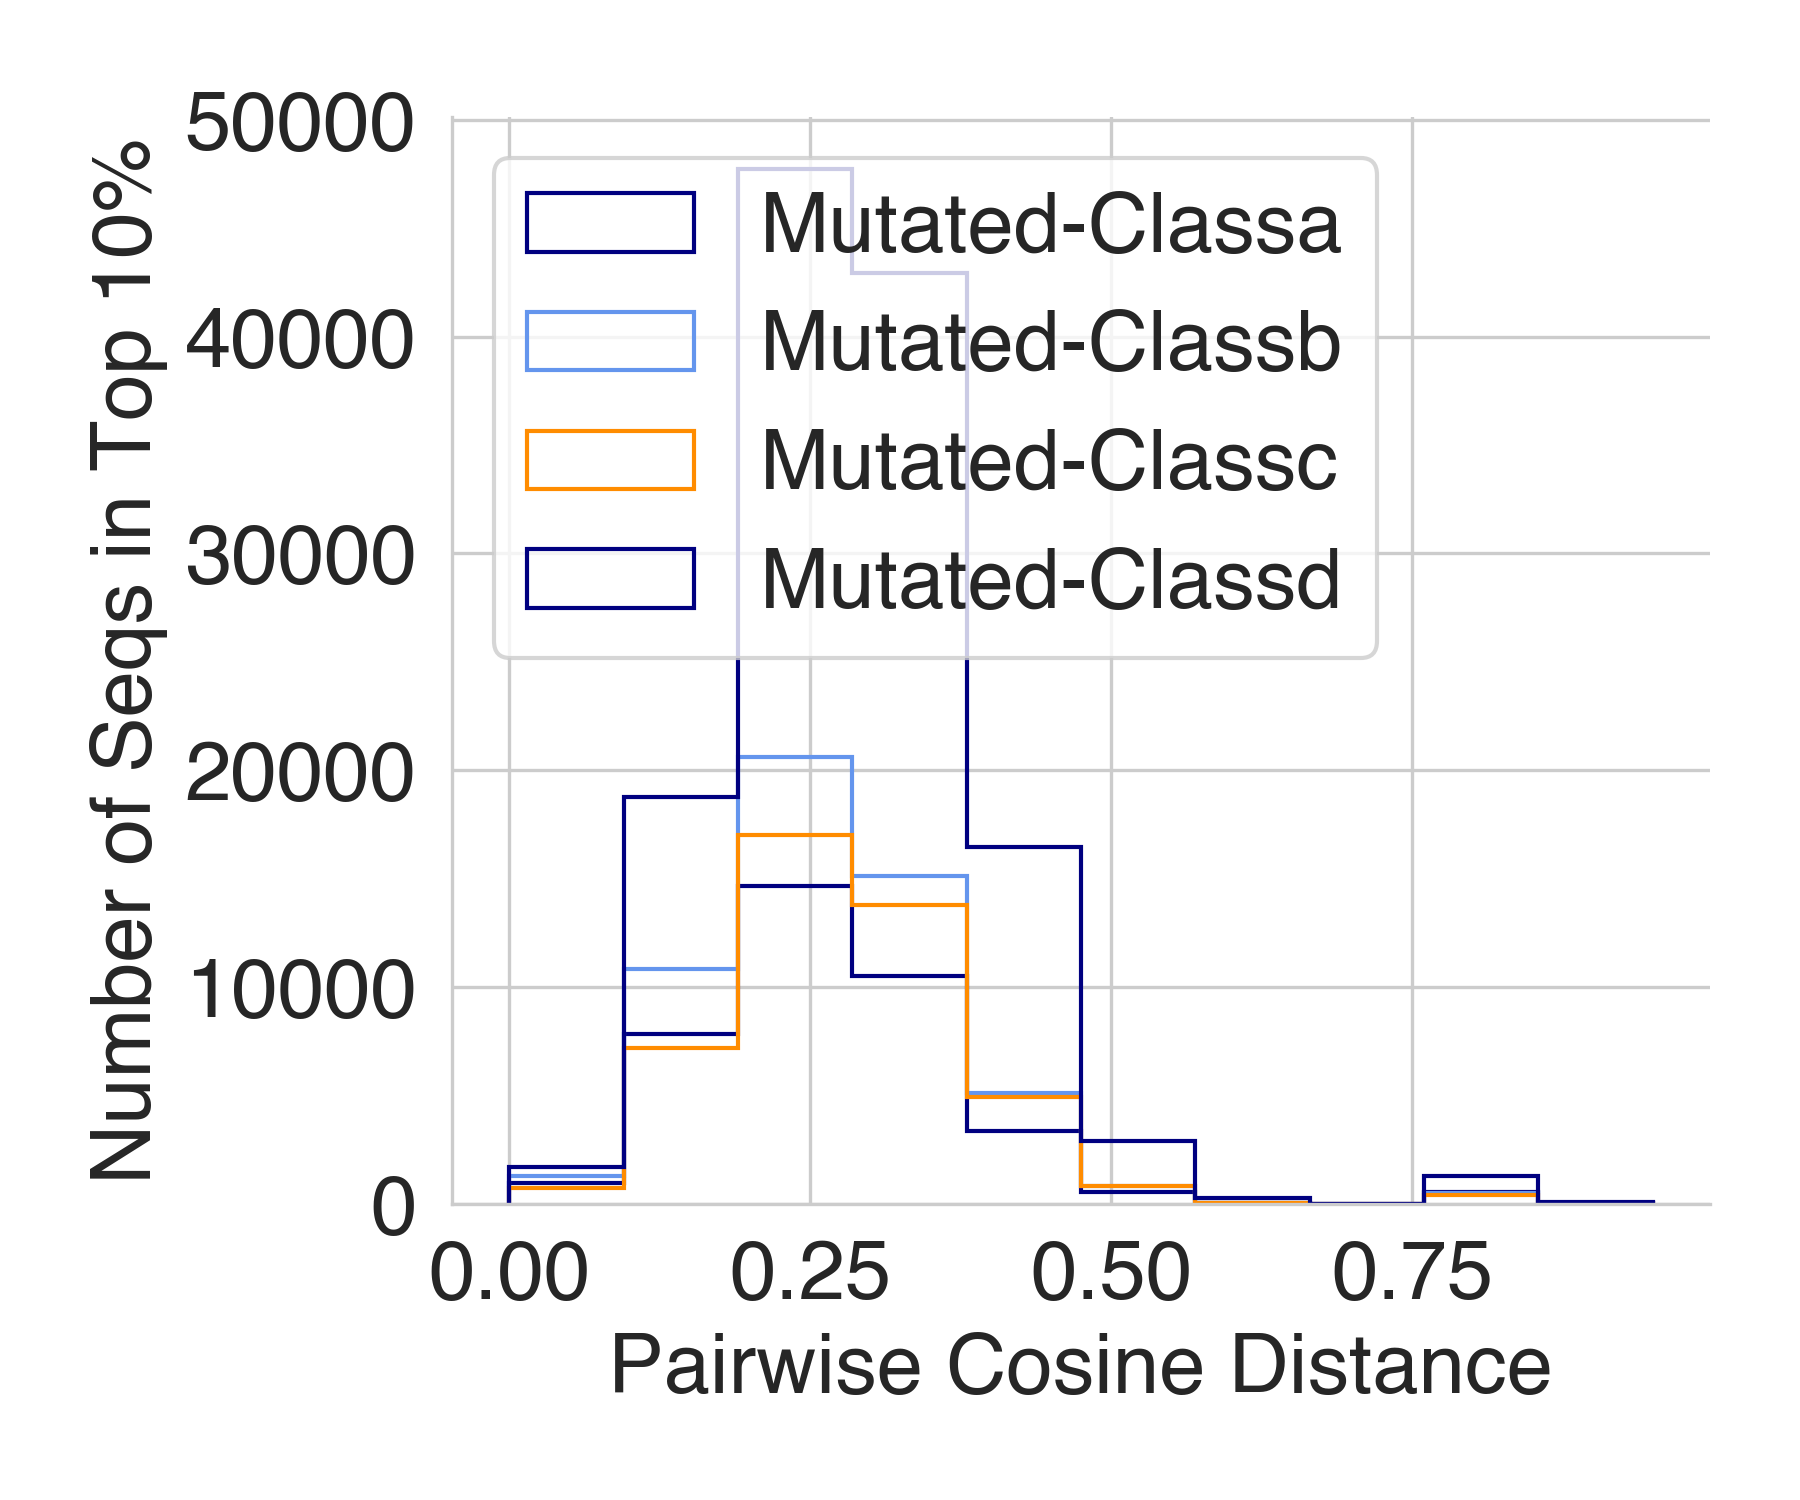 Number of Seqs in Top 10%
50000
40000
30000
20000
10000
0
Mutated-Classa
Mutated-Classb
Mutated-Classc
Mutated-Classd
0.00 0.25 0.50 0.75
Pairwise Cosine Distance